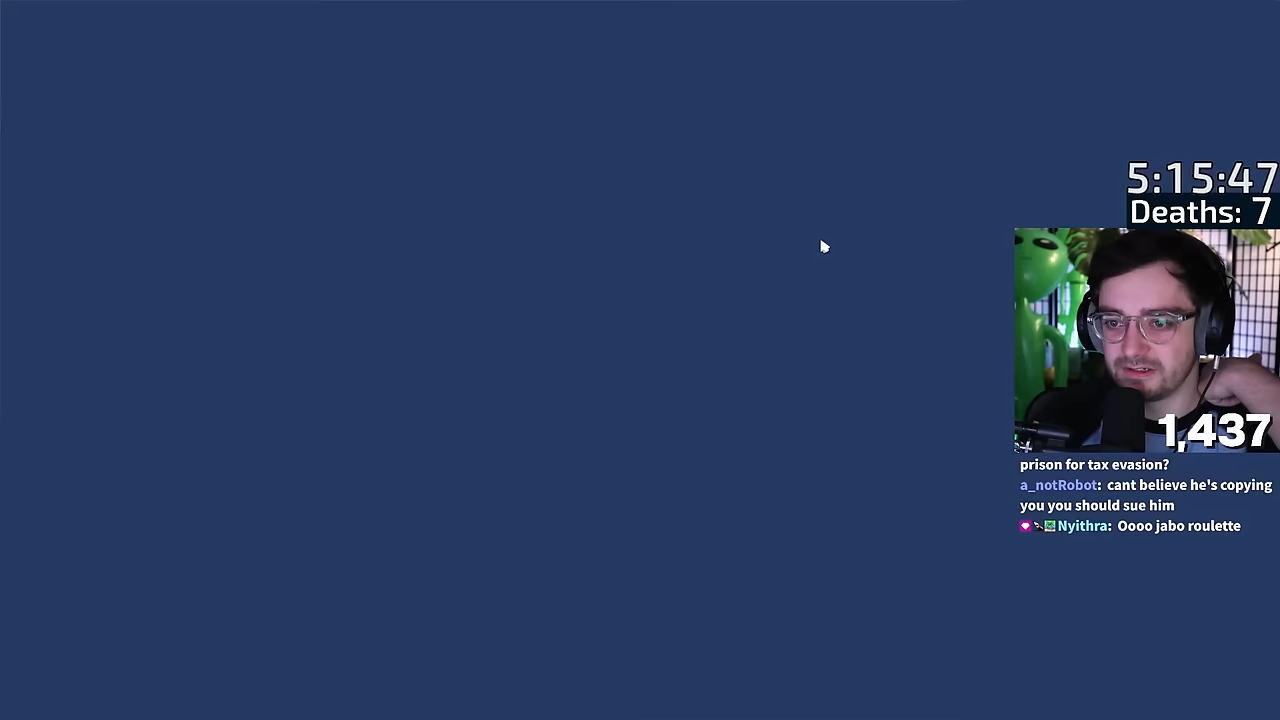 5:15:47
Deaths: 7
1,437
prison for tax evasion?
a_notRobot: cant believe he's copying
you you should sue him
Nyithra: Oooo jabo roulette